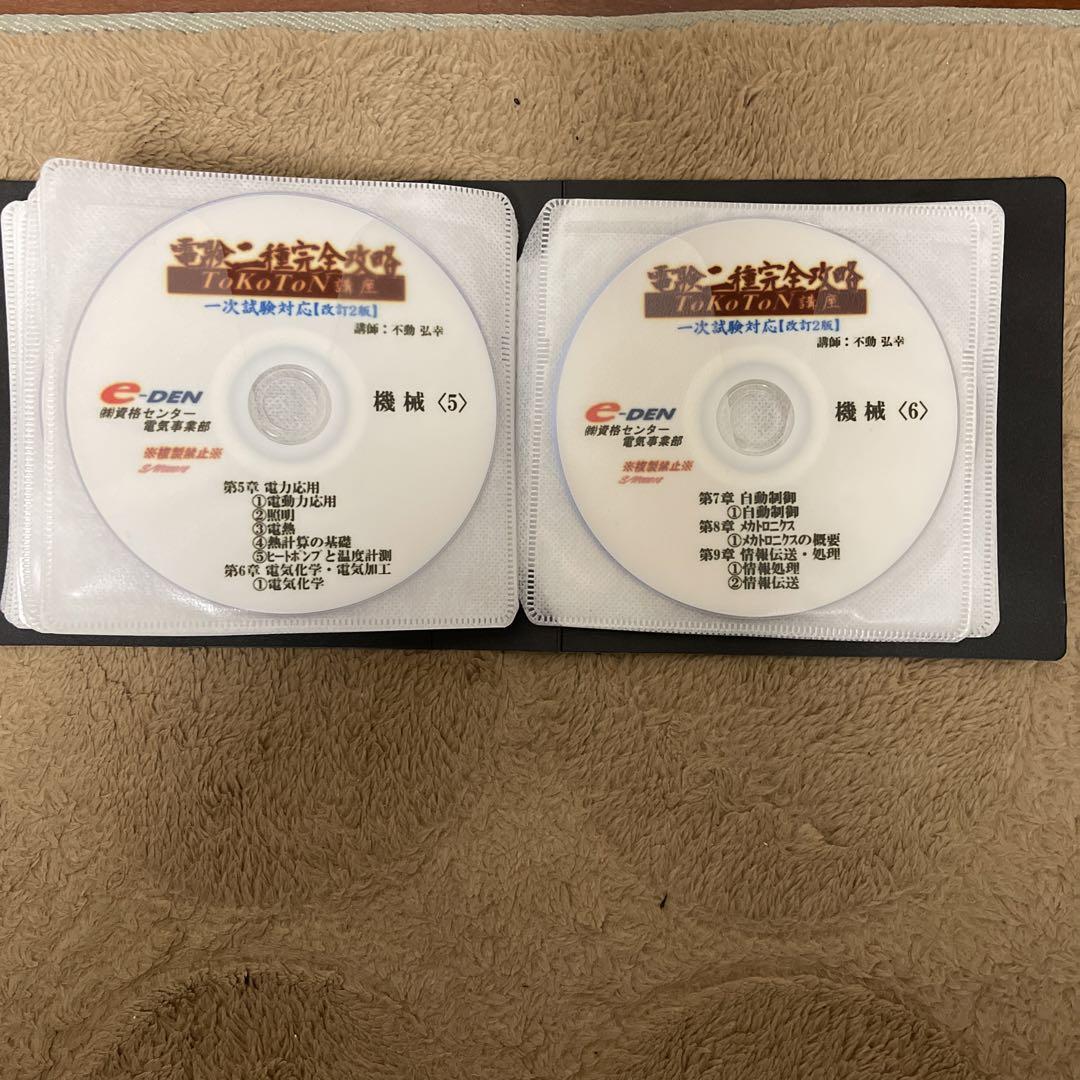 電験二種完全攻略
ToKoToN講座
一次試験対応【改訂2版】
講師：不動 弘幸
e-DEN
㈱資格センター
電気事業部
機械〈5〉
※複製禁止※
第5章 電力応用
①電動力応用
②照明
③電熱
④熱計算の基礎
⑤ヒートポンプと温度計測
第6章 電気化学・電気加工
①電気化学
電験二種完全攻略
ToKoToN講座
一次試験対応【改訂2版】
講師：不動 弘幸
e-DEN
㈱資格センター
電気事業部
機械〈6〉
※複製禁止※
第7章 自動制御
①自動制御
第8章 メカトロニクス
①メカトロニクスの概要
第9章 情報伝送・処理
①情報処理
②情報伝送